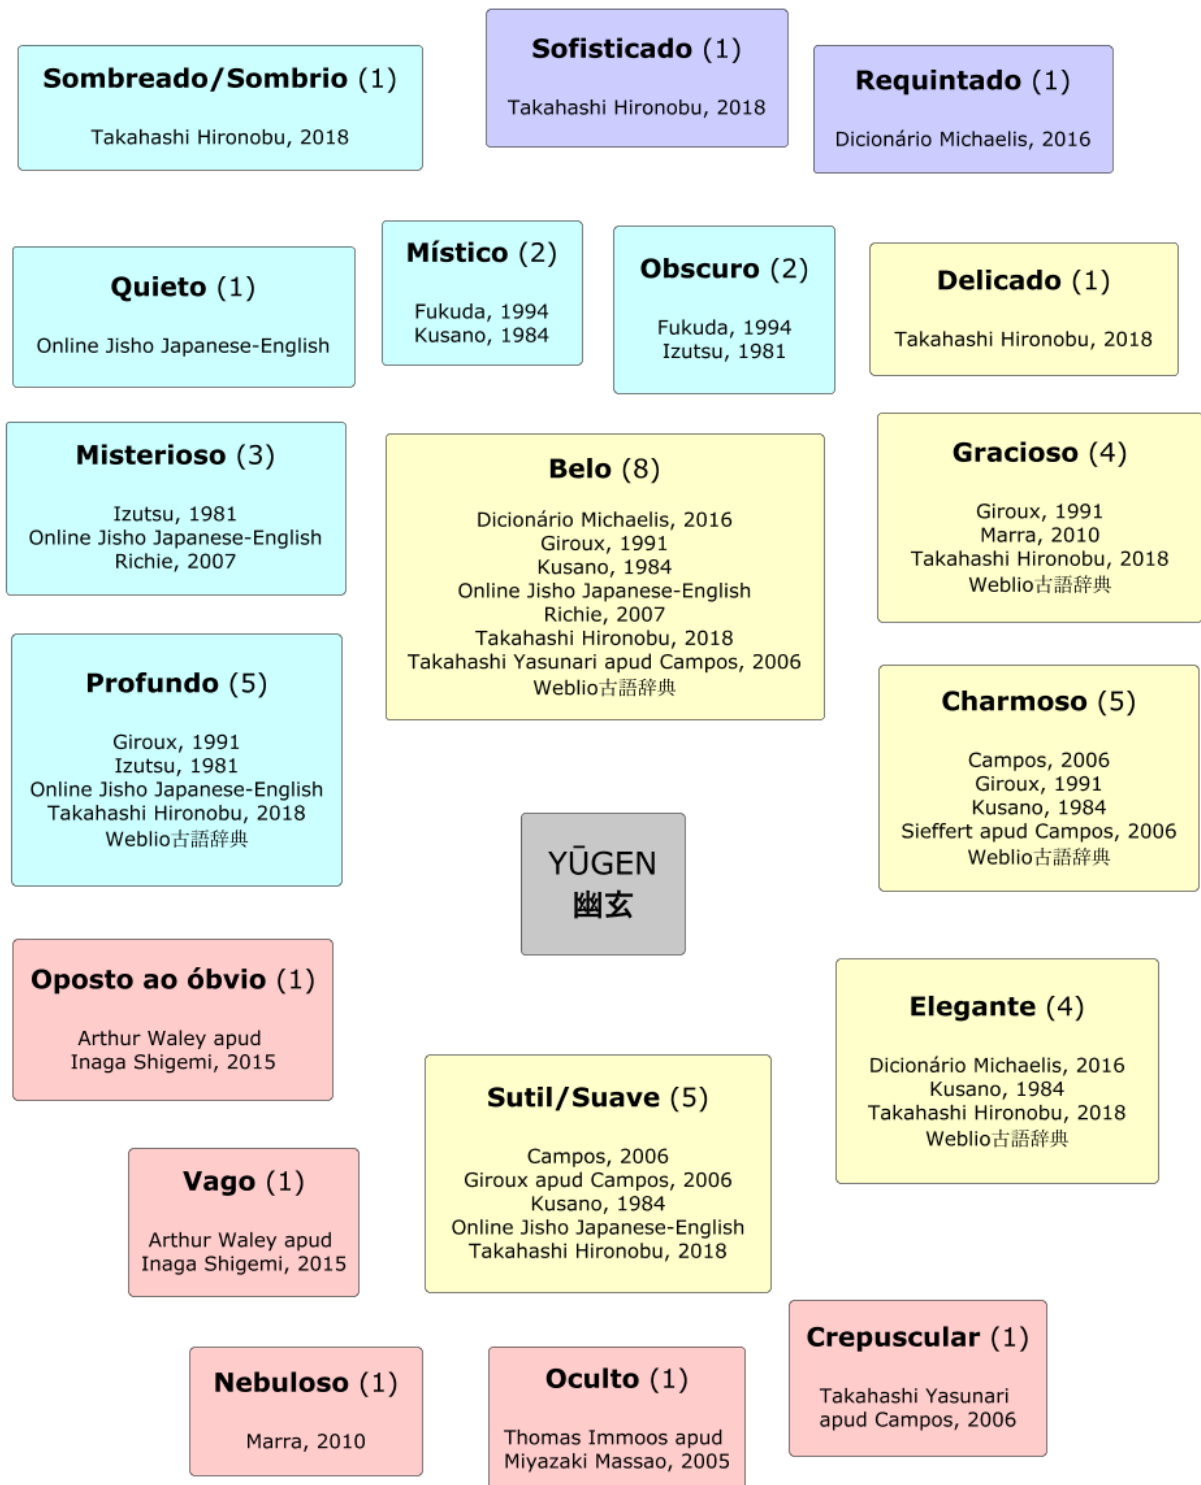 Sombreado/Sombrio (1)
Takahashi Hironobu, 2018
Sofisticado (1)
Takahashi Hironobu, 2018
Requintado (1)
Dicionário Michaelis, 2016
Quieto (1)
Online Jisho Japanese-English
Místico (2)
Fukuda, 1994
Kusano, 1984
Obscuro (2)
Fukuda, 1994
Izutsu, 1981
Delicado (1)
Takahashi Hironobu, 2018
Misterioso (3)
Izutsu, 1981
Online Jisho Japanese-English
Richie, 2007
Belo (8)
Dicionário Michaelis, 2016
Giroux, 1991
Kusano, 1984
Online Jisho Japanese-English
Richie, 2007
Takahashi Hironobu, 2018
Takahashi Yasunari apud Campos, 2006
Weblio古語辞典
Gracioso (4)
Giroux, 1991
Marra, 2010
Takahashi Hironobu, 2018
Weblio古語辞典
Profundo (5)
Giroux, 1991
Izutsu, 1981
Online Jisho Japanese-English
Takahashi Hironobu, 2018
Weblio古語辞典
Charmoso (5)
Campos, 2006
Giroux, 1991
Kusano, 1984
Sieffert apud Campos, 2006
Weblio古語辞典
YŪGEN
幽玄
Oposto ao óbvio (1)
Arthur Waley apud
Inaga Shigemi, 2015
Elegante (4)
Dicionário Michaelis, 2016
Kusano, 1984
Takahashi Hironobu, 2018
Weblio古語辞典
Sutil/Suave (5)
Campos, 2006
Giroux apud Campos, 2006
Kusano, 1984
Online Jisho Japanese-English
Takahashi Hironobu, 2018
Vago (1)
Arthur Waley apud
Inaga Shigemi, 2015
Nebuloso (1)
Marra, 2010
Oculto (1)
Thomas Immoos apud
Miyazaki Massao, 2005
Crepuscular (1)
Takahashi Yasunari
apud Campos, 2006